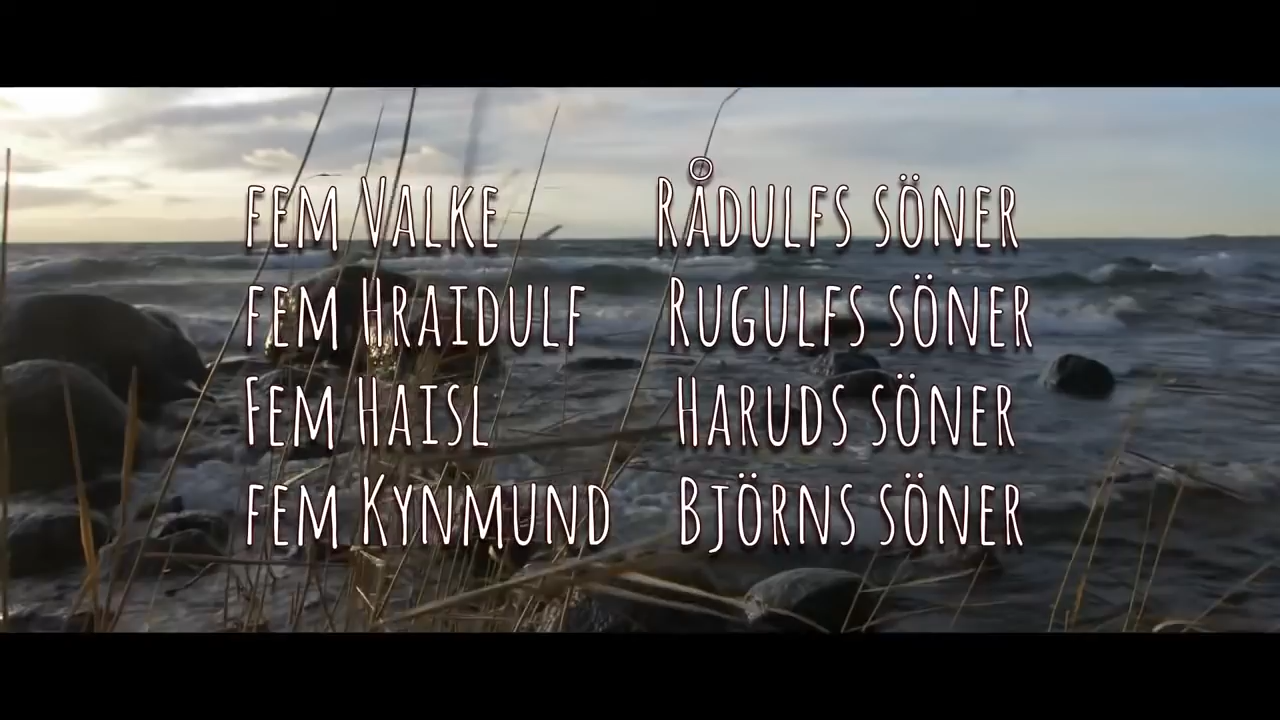 fem Valke Rådulfs söner
fem Hraidulf Rugulfs söner
Fem Haisl Haruds söner
fem Kynmund Björns söner